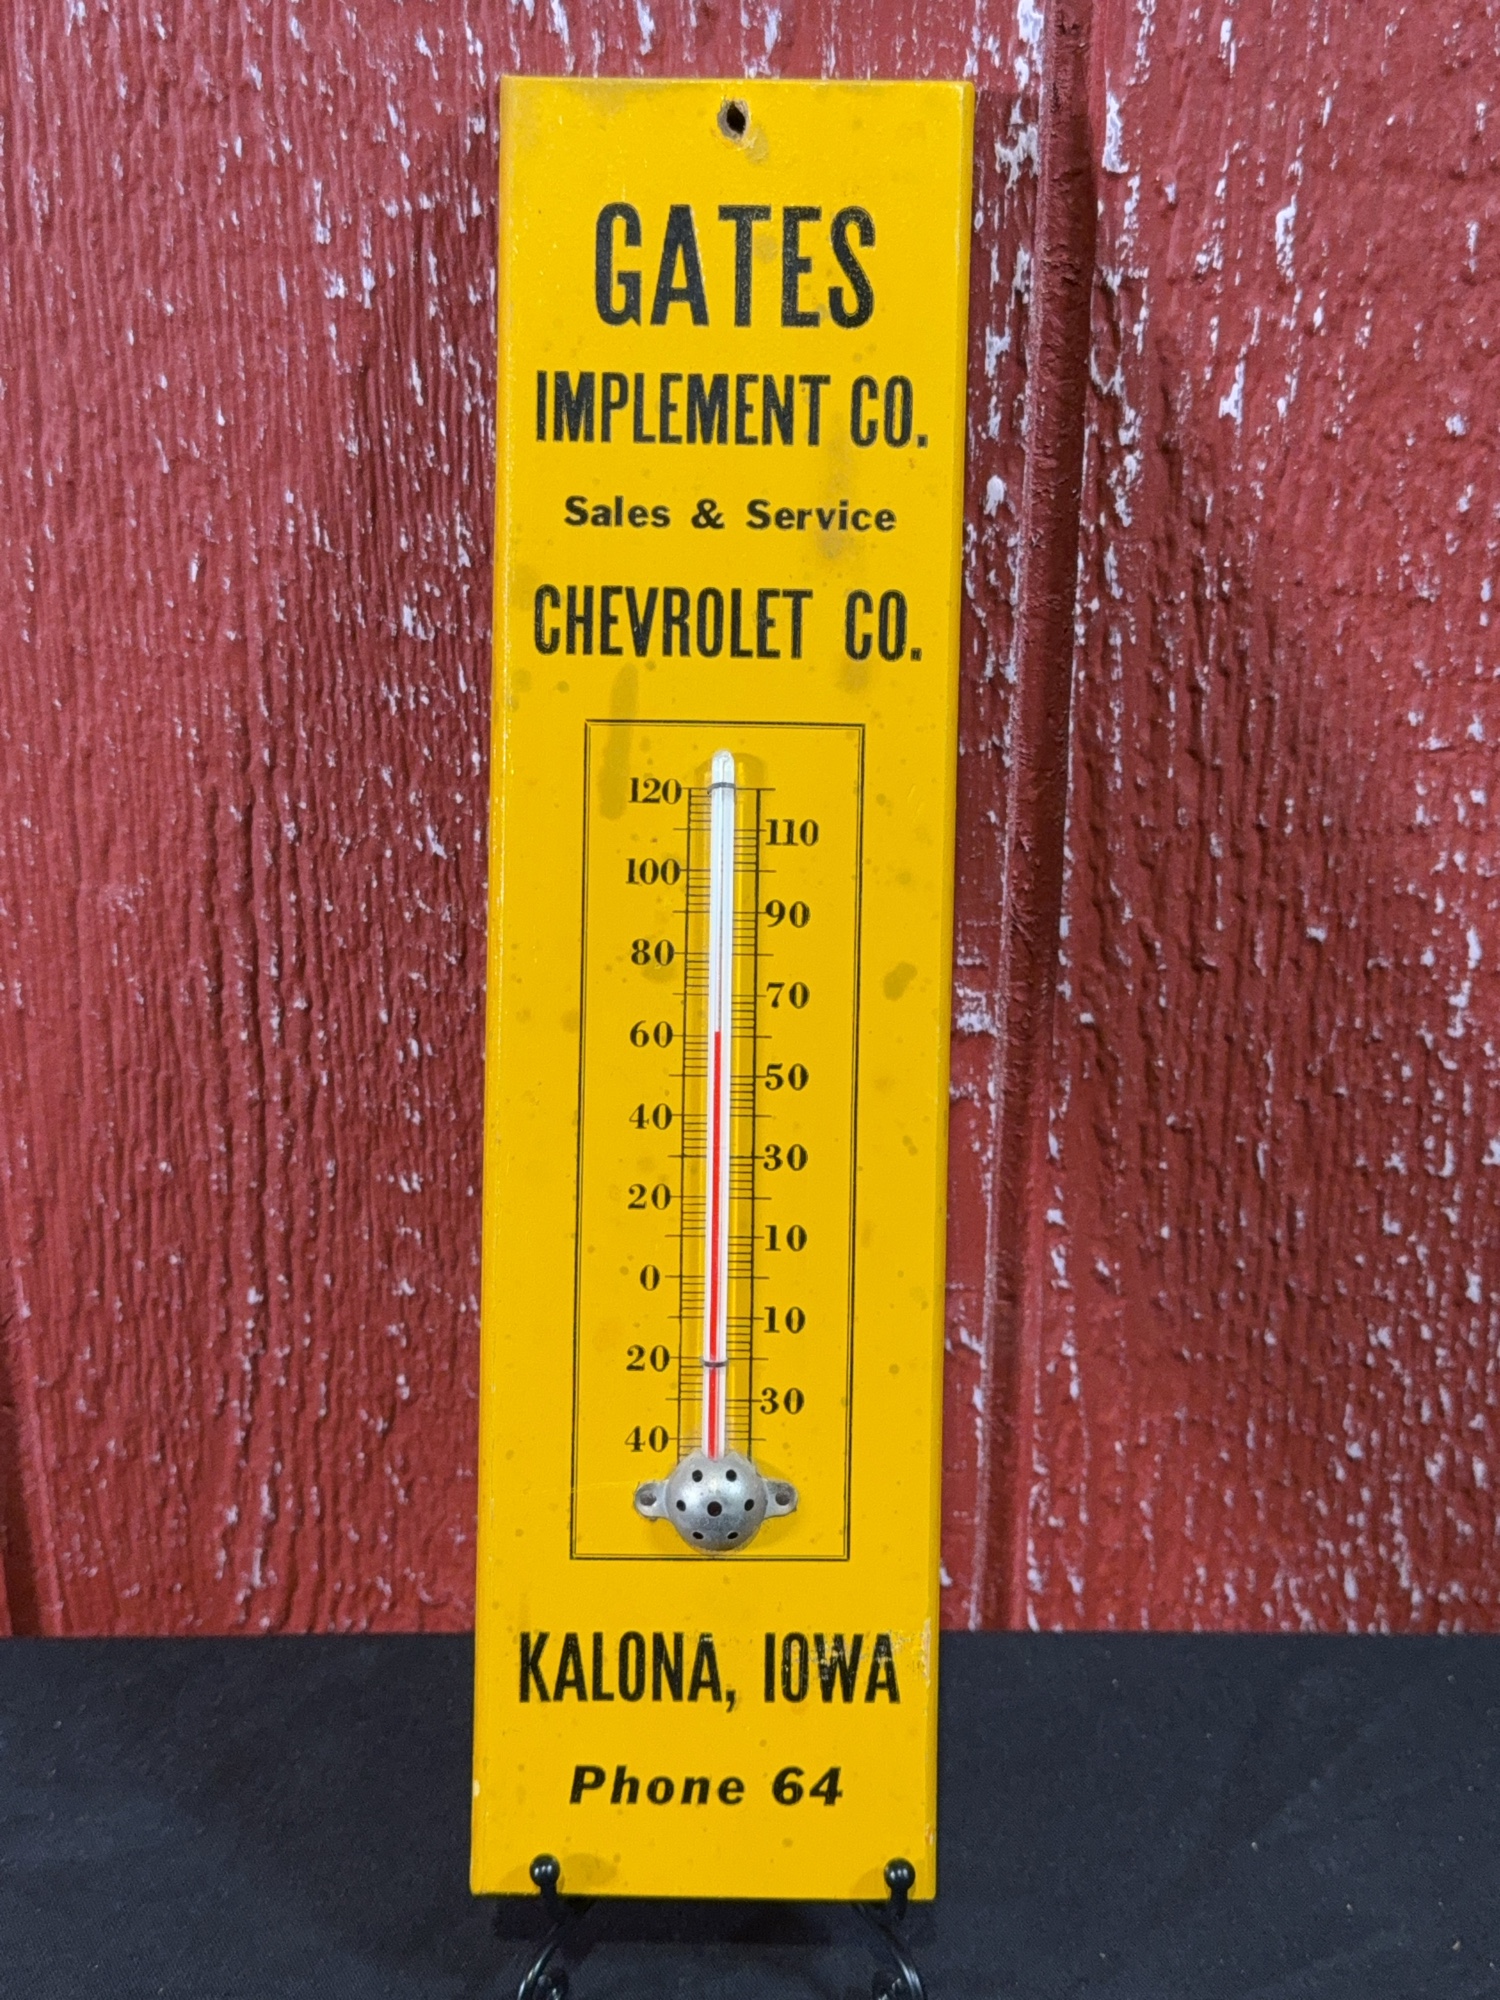 GATES
IMPLEMENT CO.
Sales & Service
CHEVROLET CO.
120
110
100
90
80
70
60
50
40
30
20
10
0
10
20
30
40
KALONA, IOWA
Phone 64